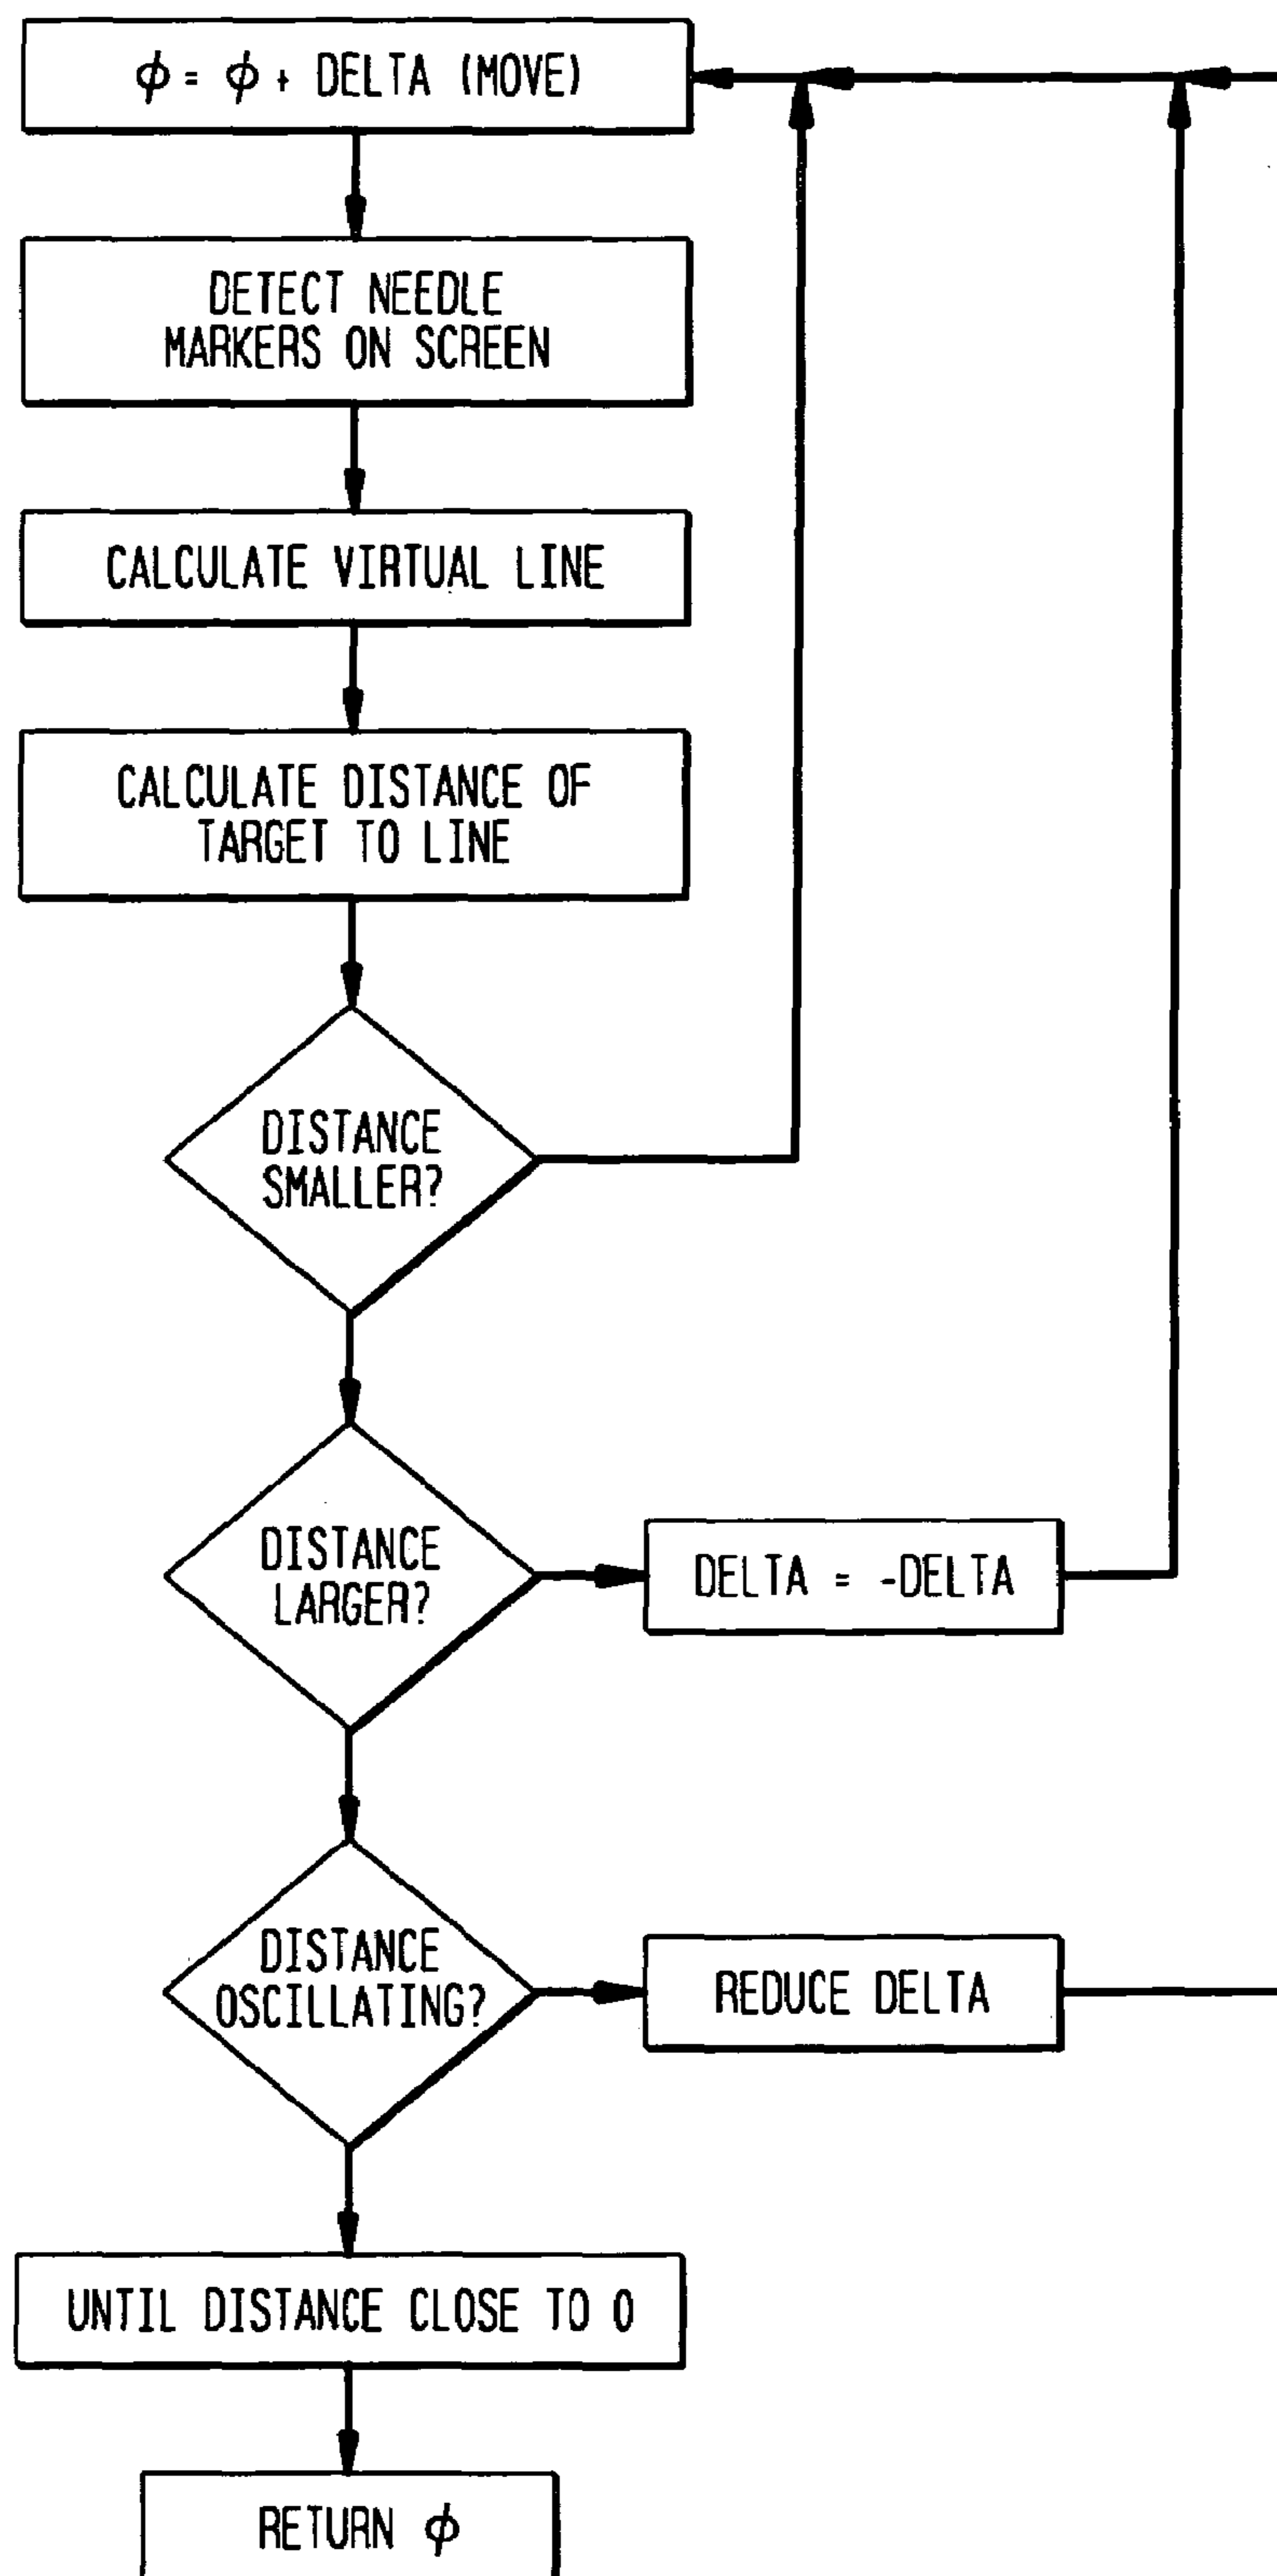 ϕ = ϕ + DELTA (MOVE)
DETECT NEEDLE
MARKERS ON SCREEN
CALCULATE VIRTUAL LINE
CALCULATE DISTANCE OF
TARGET TO LINE
DISTANCE
SMALLER?
DISTANCE
LARGER?
DELTA = -DELTA
DISTANCE
OSCILLATING?
REDUCE DELTA
UNTIL DISTANCE CLOSE TO 0
RETURN ϕ